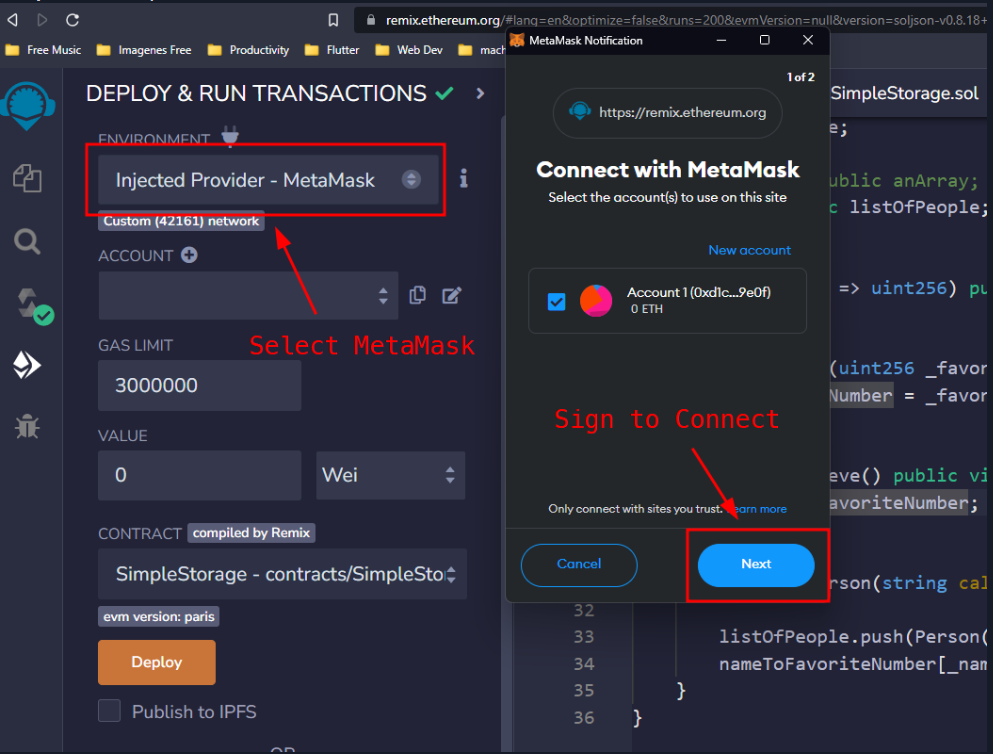 remix.ethereum.org/#lang=en&optimize=false&runs=200&evmVersion=null&version=soljson-v0.8.18+
Free Music Imagenes Free Productivity Flutter Web Dev
MetaMask Notification
1 of 2
https://remix.ethereum.org
Connect with MetaMask
Select the account(s) to use on this site
New account
Account 1 (0xd1c...9e0f)
0 ETH
Sign to Connect
Only connect with sites you trust.
Cancel
Next
DEPLOY & RUN TRANSACTIONS
ENVIRONMENT
Injected Provider - MetaMask
Custom (42161) network
ACCOUNT
Select MetaMask
GAS LIMIT
3000000
VALUE
0
Wei
CONTRACT compiled by Remix
SimpleStorage - contracts/SimpleSto
evm version: paris
Deploy
Publish to IPFS
OR
SimpleStorage.sol
e;
ublic anArray;
c listOfPeople;
=> uint256) pu
(uint256 _favor
Number = _favor
eve() public vi
avoriteNumber;
rson(string cal
32
33 listOfPeople.push(Person(
34 nameToFavoriteNumber[_nam
35 }
36 }